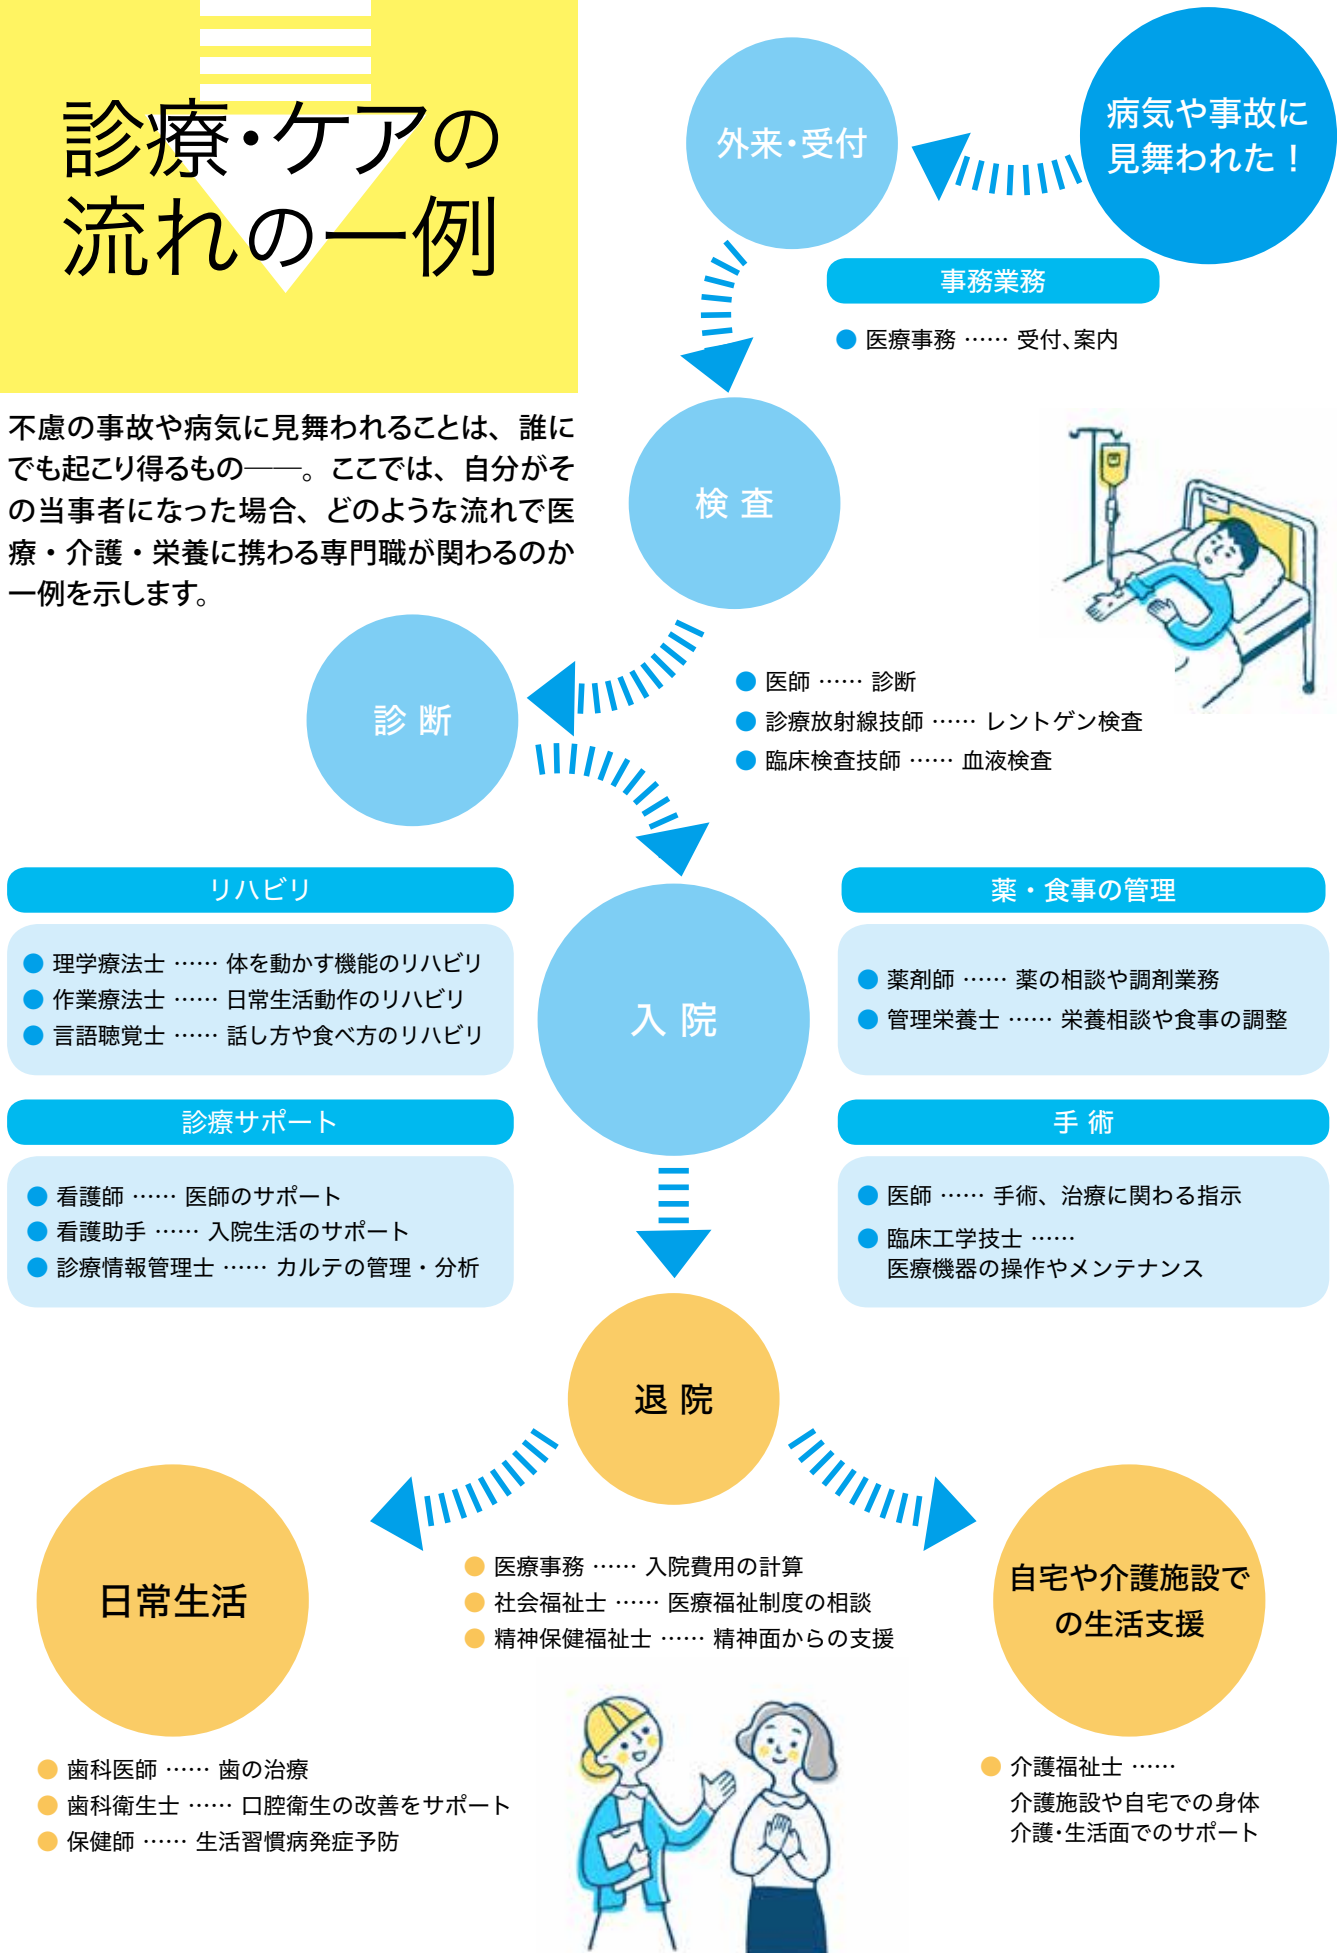 診療・ケアの
流れの一例
不慮の事故や病気に見舞われることは、誰に
でも起こり得るもの──。ここでは、自分がそ
の当事者になった場合、どのような流れで医
療・介護・栄養に携わる専門職が関わるのか
一例を示します。
病気や事故に
見舞われた！
外来・受付
事務業務
● 医療事務 …… 受付、案内
検 査
診 断
● 医師 …… 診断
● 診療放射線技師 …… レントゲン検査
● 臨床検査技師 …… 血液検査
入 院
リハビリ
● 理学療法士 …… 体を動かす機能のリハビリ
● 作業療法士 …… 日常生活動作のリハビリ
● 言語聴覚士 …… 話し方や食べ方のリハビリ
薬・食事の管理
● 薬剤師 …… 薬の相談や調剤業務
● 管理栄養士 …… 栄養相談や食事の調整
診療サポート
● 看護師 …… 医師のサポート
● 看護助手 …… 入院生活のサポート
● 診療情報管理士 …… カルテの管理・分析
手 術
● 医師 …… 手術、治療に関わる指示
● 臨床工学技士 ……
医療機器の操作やメンテナンス
退 院
● 医療事務 …… 入院費用の計算
● 社会福祉士 …… 医療福祉制度の相談
● 精神保健福祉士 …… 精神面からの支援
日常生活
● 歯科医師 …… 歯の治療
● 歯科衛生士 …… 口腔衛生の改善をサポート
● 保健師 …… 生活習慣病発症予防
自宅や介護施設で
の生活支援
● 介護福祉士 ……
介護施設や自宅での身体
介護・生活面でのサポート